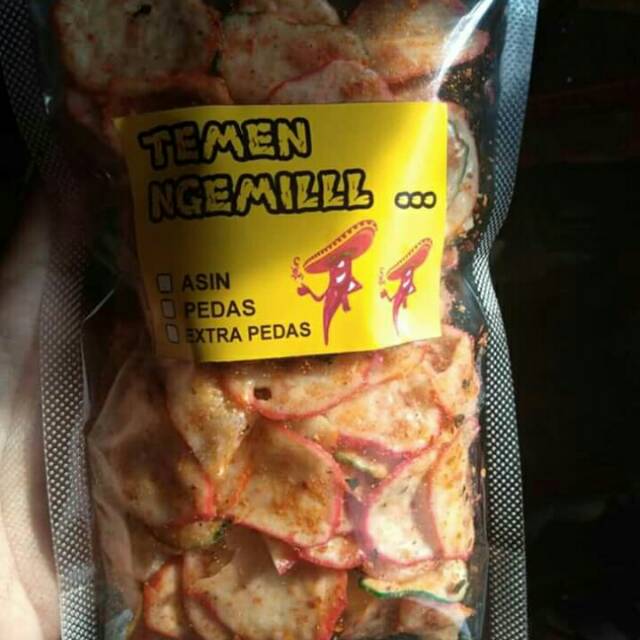 TEMEN
NGEMILLL ...
ASIN
PEDAS
EXTRA PEDAS